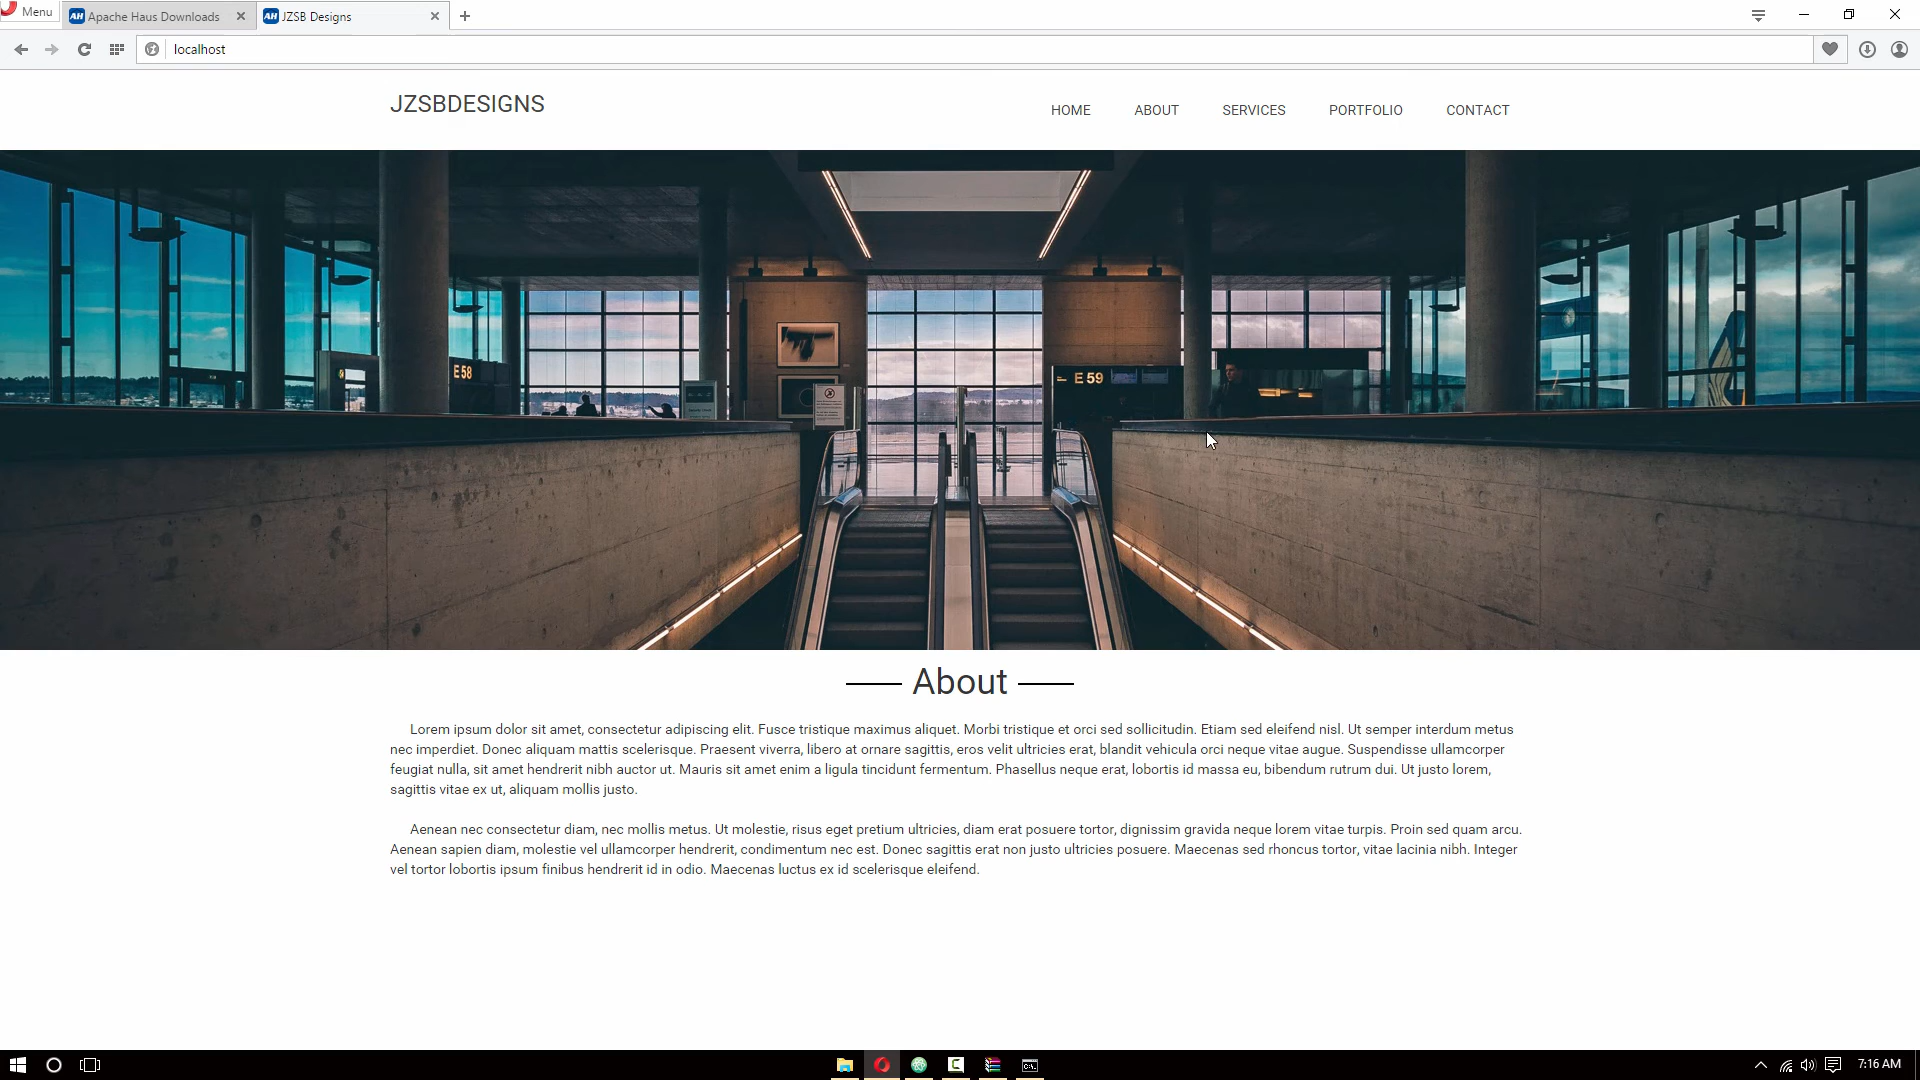 Menu
AH Apache Haus Downloads
AH JZSB Designs
localhost
JZSBDESIGNS
HOME ABOUT SERVICES PORTFOLIO CONTACT
E 58
E 59
About
Lorem ipsum dolor sit amet, consectetur adipiscing elit. Fusce tristique maximus aliquet. Morbi tristique et orci sed sollicitudin. Etiam sed eleifend nisl. Ut semper interdum metus
nec imperdiet. Donec aliquam mattis scelerisque. Praesent viverra, libero at ornare sagittis, eros velit ultricies erat, blandit vehicula orci neque vitae augue. Suspendisse ullamcorper
feugiat nulla, sit amet hendrerit nibh auctor ut. Mauris sit amet enim a ligula tincidunt fermentum. Phasellus neque erat, lobortis id massa eu, bibendum rutrum dui. Ut justo lorem,
sagittis vitae ex ut, aliquam mollis justo.
Aenean nec consectetur diam, nec mollis metus. Ut molestie, risus eget pretium ultricies, diam erat posuere tortor, dignissim gravida neque lorem vitae turpis. Proin sed quam arcu.
Aenean sapien diam, molestie vel ullamcorper hendrerit, condimentum nec est. Donec sagittis erat non justo ultricies posuere. Maecenas sed rhoncus tortor, vitae lacinia nibh. Integer
vel tortor lobortis ipsum finibus hendrerit id in odio. Maecenas luctus ex id scelerisque eleifend.
7:16 AM